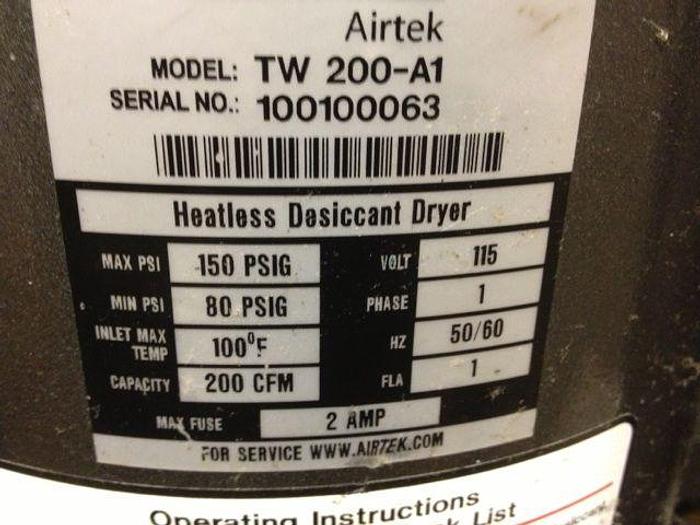 Airtek
MODEL: TW 200-A1
SERIAL NO.: 100100063
Heatless Desiccant Dryer
MAX PSI 150 PSIG VOLT 115
MIN PSI 80 PSIG PHASE 1
INLET MAX TEMP 100°F HZ 50/60
CAPACITY 200 CFM FLA 1
MAX FUSE 2 AMP
FOR SERVICE WWW.AIRTEK.COM
Operating Instructions
List